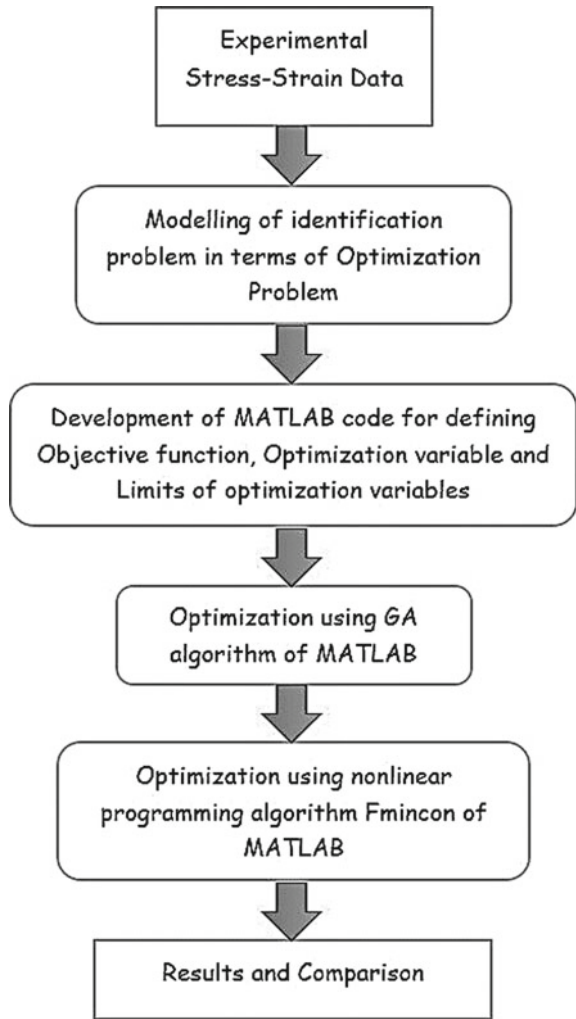 Experimental
Stress-Strain Data
Modelling of identification
problem in terms of Optimization
Problem
Development of MATLAB code for defining
Objective function, Optimization variable and
Limits of optimization variables
Optimization using GA
algorithm of MATLAB
Optimization using nonlinear
programming algorithm Fmincon of
MATLAB
Results and Comparison